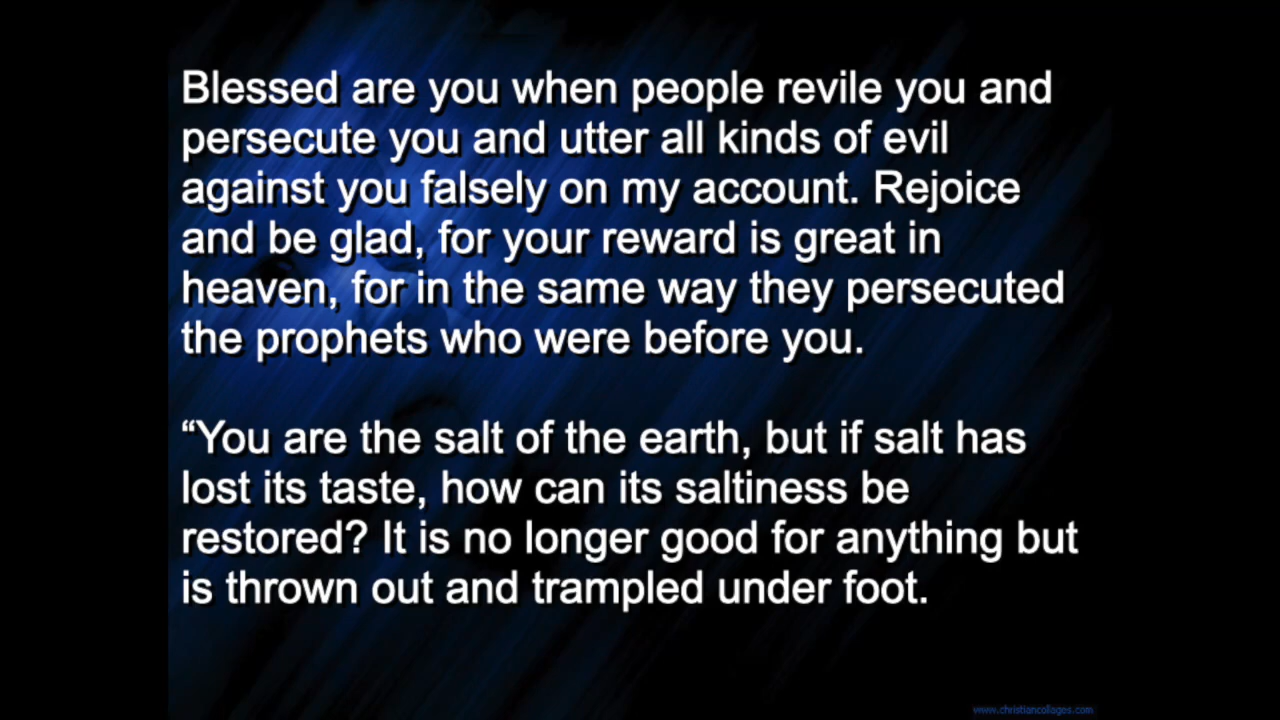 Blessed are you when people revile you and
persecute you and utter all kinds of evil
against you falsely on my account. Rejoice
and be glad, for your reward is great in
heaven, for in the same way they persecuted
the prophets who were before you.
“You are the salt of the earth, but if salt has
lost its taste, how can its saltiness be
restored? It is no longer good for anything but
is thrown out and trampled under foot.
www.christiancollages.com